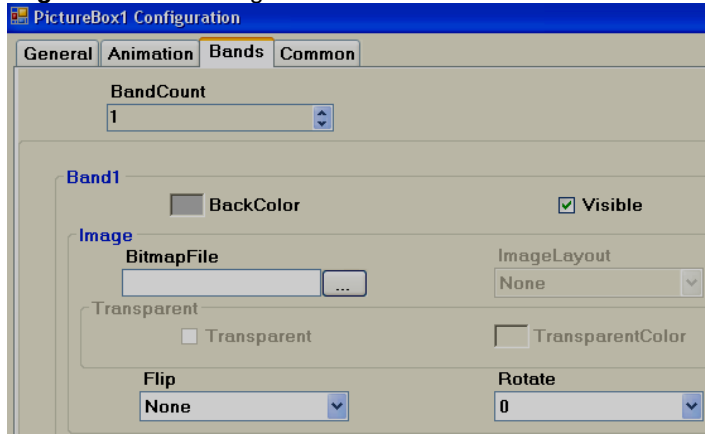 PictureBox1 Configuration
General Animation Bands Common
BandCount
1
Band1
BackColor Visible
Image
BitmapFile ImageLayout
... None
Transparent
Transparent TransparentColor
Flip Rotate
None 0